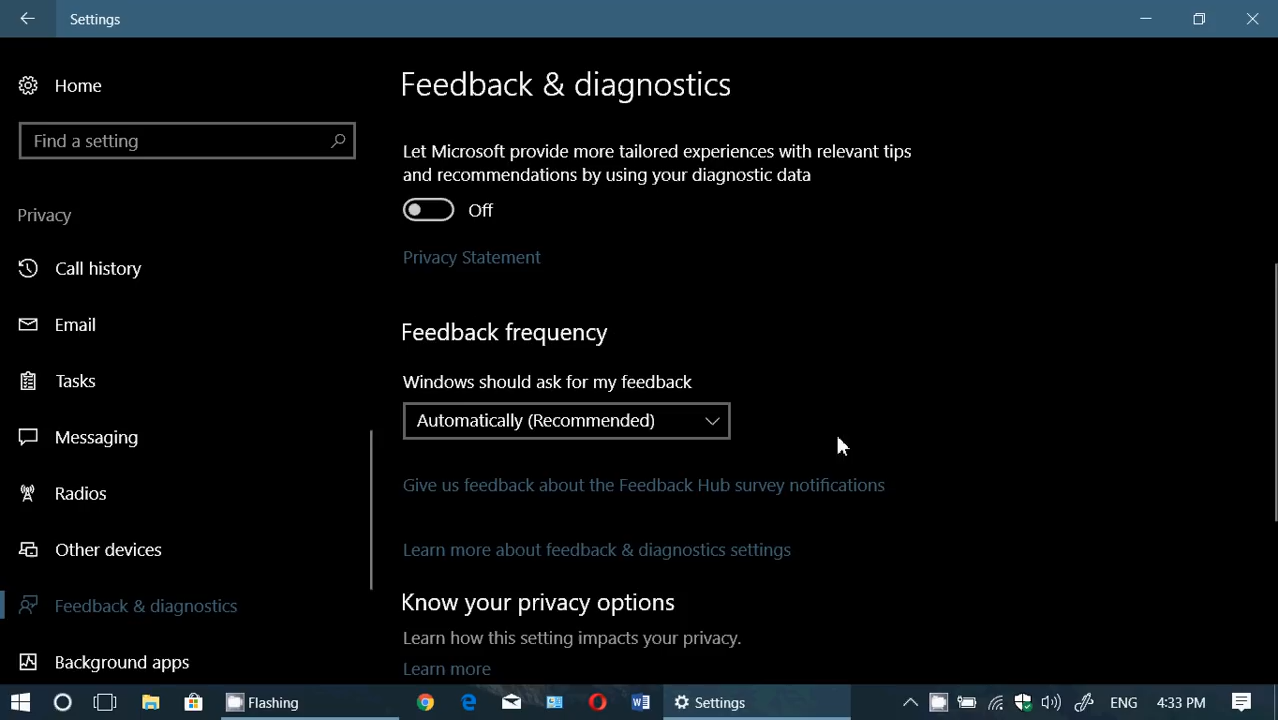 Settings
Home
Find a setting
Privacy
Call history
Email
Tasks
Messaging
Radios
Other devices
Feedback & diagnostics
Background apps
Feedback & diagnostics
Let Microsoft provide more tailored experiences with relevant tips
and recommendations by using your diagnostic data
Off
Privacy Statement
Feedback frequency
Windows should ask for my feedback
Automatically (Recommended)
Give us feedback about the Feedback Hub survey notifications
Learn more about feedback & diagnostics settings
Know your privacy options
Learn how this setting impacts your privacy.
Learn more
Flashing
Settings
ENG
4:33 PM